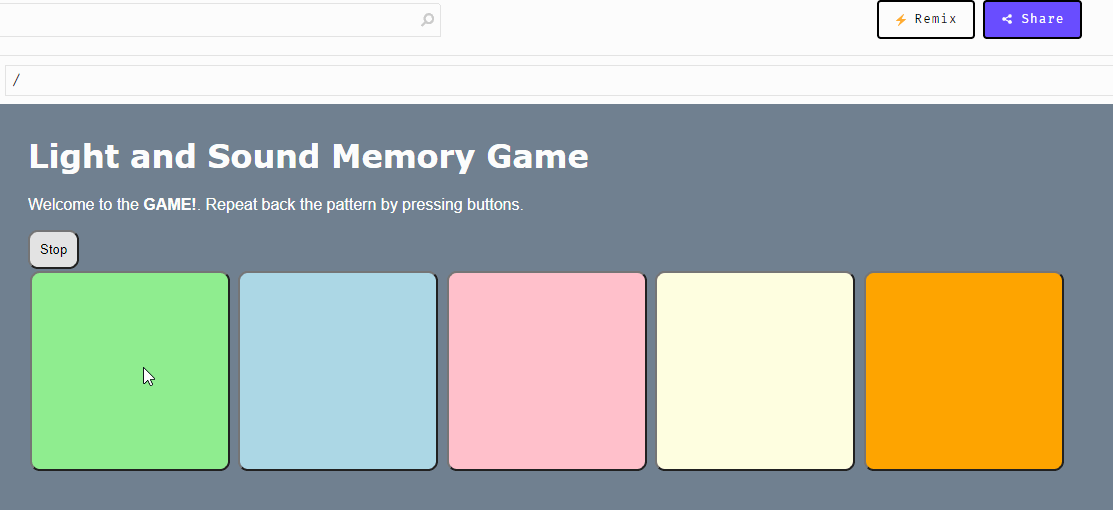 Remix
Share
/
Light and Sound Memory Game
Welcome to the GAME!. Repeat back the pattern by pressing buttons.
Stop